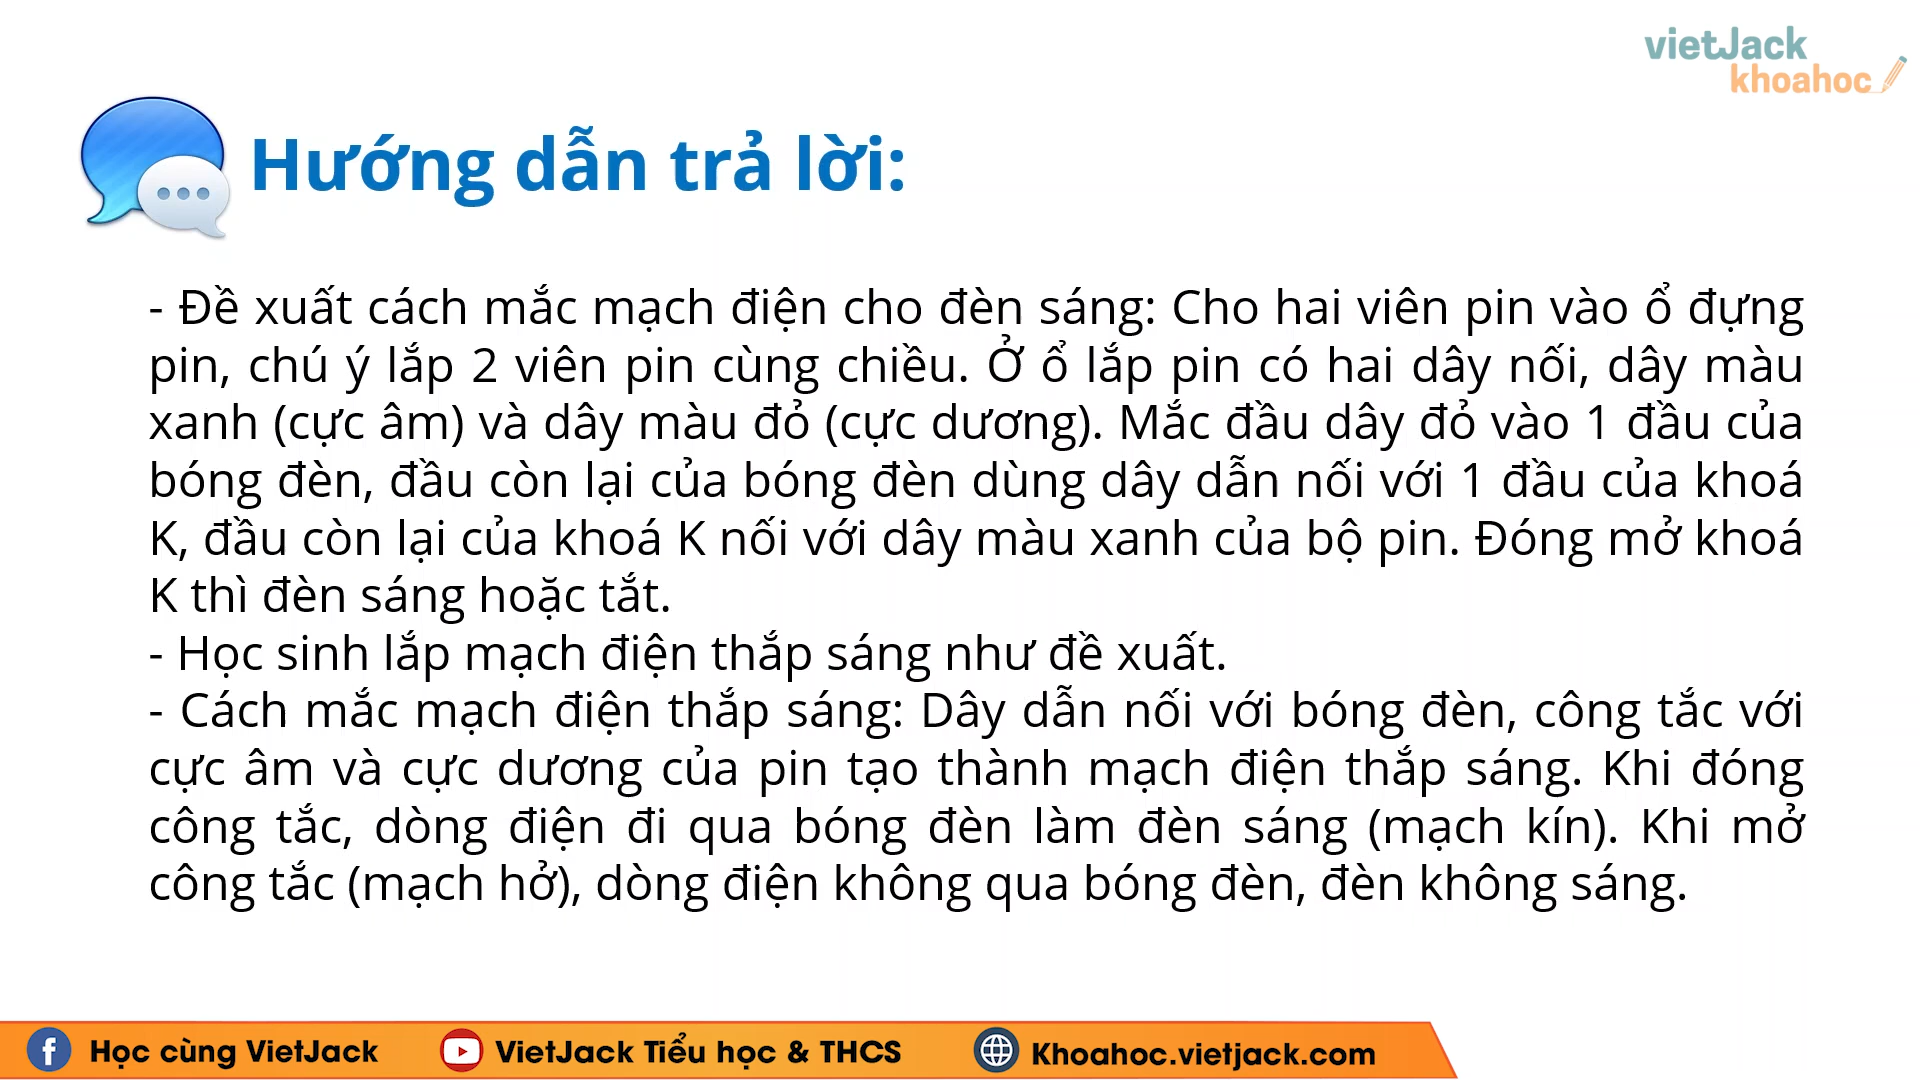 vietJack
khoahoc
Hướng dẫn trả lời:
- Đề xuất cách mắc mạch điện cho đèn sáng: Cho hai viên pin vào ổ đựng
pin, chú ý lắp 2 viên pin cùng chiều. Ở ổ lắp pin có hai dây nối, dây màu
xanh (cực âm) và dây màu đỏ (cực dương). Mắc đầu dây đỏ vào 1 đầu của
bóng đèn, đầu còn lại của bóng đèn dùng dây dẫn nối với 1 đầu của khoá
K, đầu còn lại của khoá K nối với dây màu xanh của bộ pin. Đóng mở khoá
K thì đèn sáng hoặc tắt.
- Học sinh lắp mạch điện thắp sáng như đề xuất.
- Cách mắc mạch điện thắp sáng: Dây dẫn nối với bóng đèn, công tắc với
cực âm và cực dương của pin tạo thành mạch điện thắp sáng. Khi đóng
công tắc, dòng điện đi qua bóng đèn làm đèn sáng (mạch kín). Khi mở
công tắc (mạch hở), dòng điện không qua bóng đèn, đèn không sáng.
Học cùng VietJack
VietJack Tiểu học & THCS
Khoahoc.vietjack.com